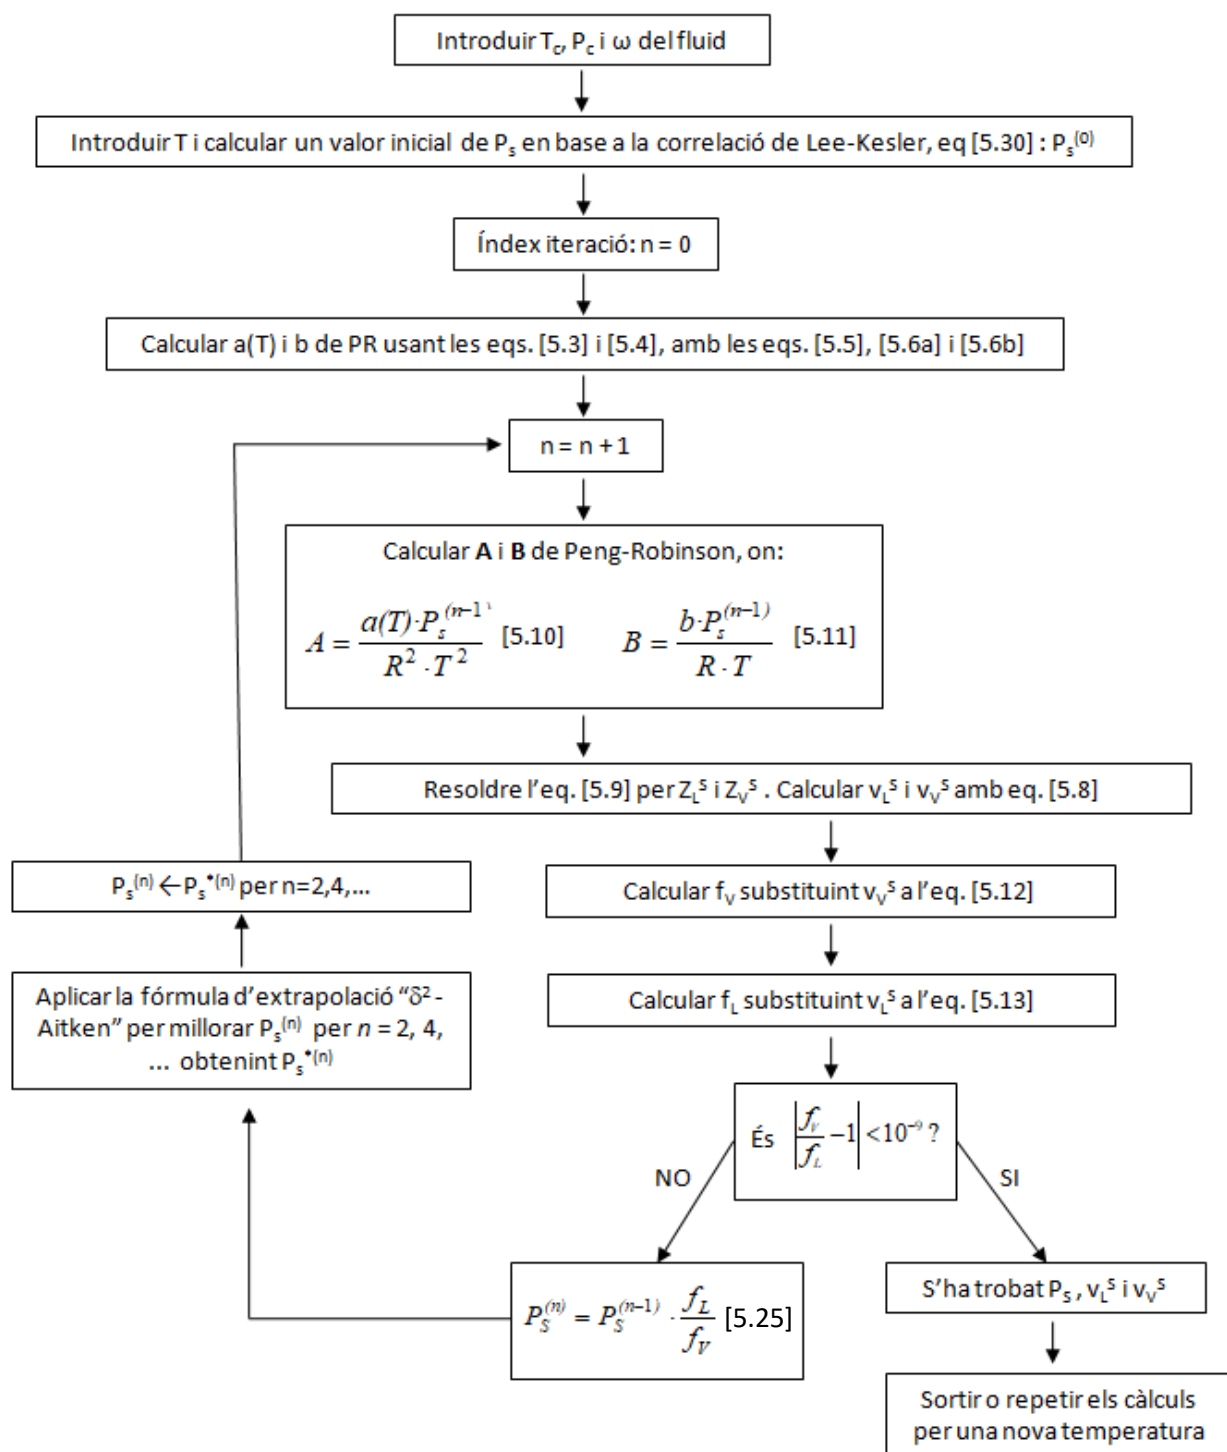 Introduir T_c, P_c i ω del fluid
Introduir T i calcular un valor inicial de P_s en base a la correlació de Lee-Kesler, eq [5.30] : P_s^(0)
Índex iteració: n = 0
Calcular a(T) i b de PR usant les eqs. [5.3] i [5.4], amb les eqs. [5.5], [5.6a] i [5.6b]
n = n + 1
Calcular A i B de Peng-Robinson, on:
A = a(T)·P_s^(n-1) / R^2 · T^2 [5.10] B = b·P_s^(n-1) / R · T [5.11]
Resoldre l'eq. [5.9] per Z_L^S i Z_V^S . Calcular v_L^S i v_V^S amb eq. [5.8]
Calcular f_V substituint v_V^S a l'eq. [5.12]
Calcular f_L substituint v_L^S a l'eq. [5.13]
És |f_V / f_L − 1| < 10^-9 ?
NO
SI
P_S^(n) = P_S^(n-1) · f_L / f_V [5.25]
Aplicar la fórmula d'extrapolació “δ²-
Aitken” per millorar P_s^(n) per n = 2, 4,
... obtenint P_s^*(n)
P_s^(n) ← P_s^*(n) per n=2,4,...
S'ha trobat P_S , v_L^S i v_V^S
Sortir o repetir els càlculs
per una nova temperatura